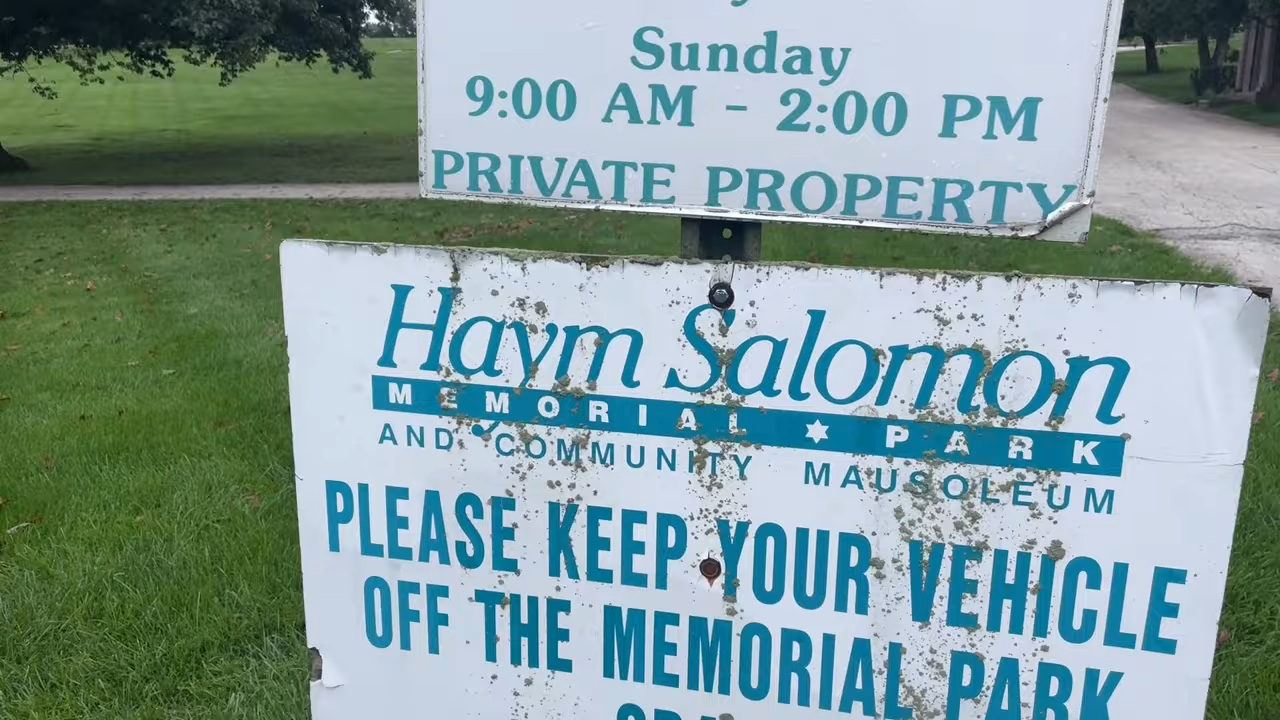 Sunday
9:00 AM - 2:00 PM
PRIVATE PROPERTY
Haym Salomon
MEMORIAL ✡ PARK
AND COMMUNITY MAUSOLEUM
PLEASE KEEP YOUR VEHICLE
OFF THE MEMORIAL PARK